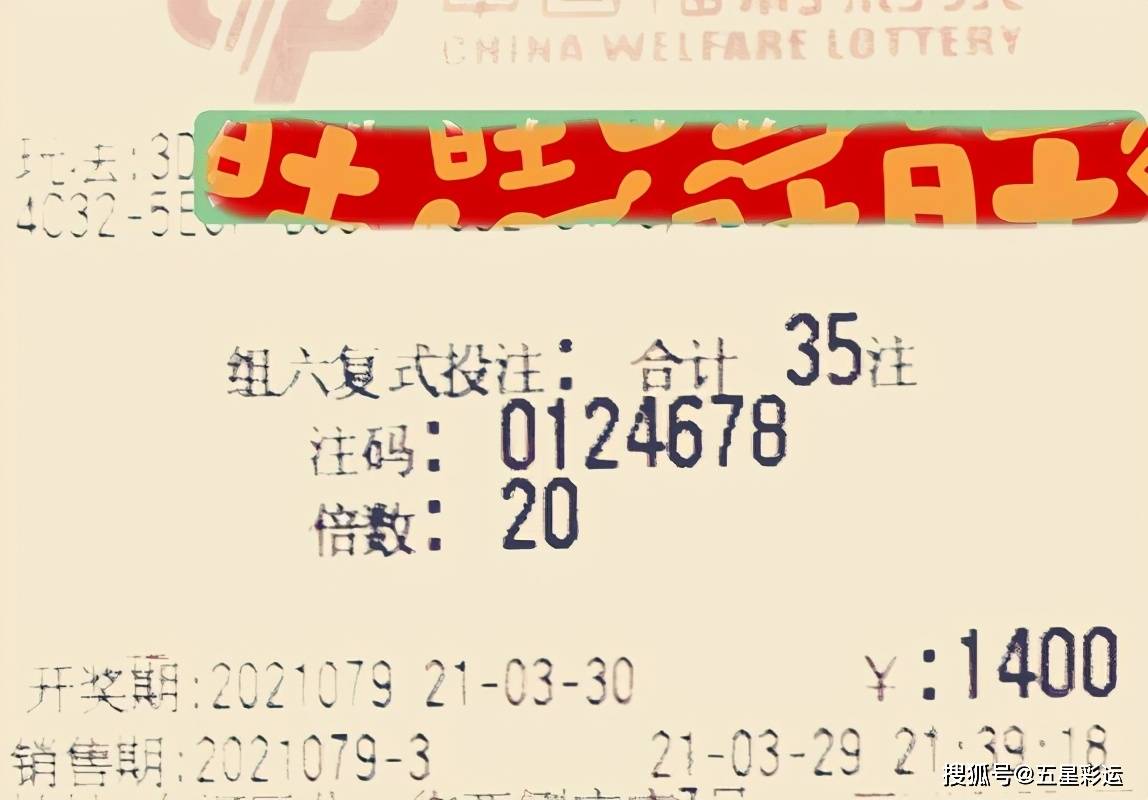 CHINA WELFARE LOTTERY
玩法:3D
4C32-5E
组六复式投注: 合计 35注
注码: 0124678
倍数: 20
开奖期:2021079 21-03-30 ¥:1400
销售期:2021079-3 21-03-29 21:39:18
搜狐号@五星彩运